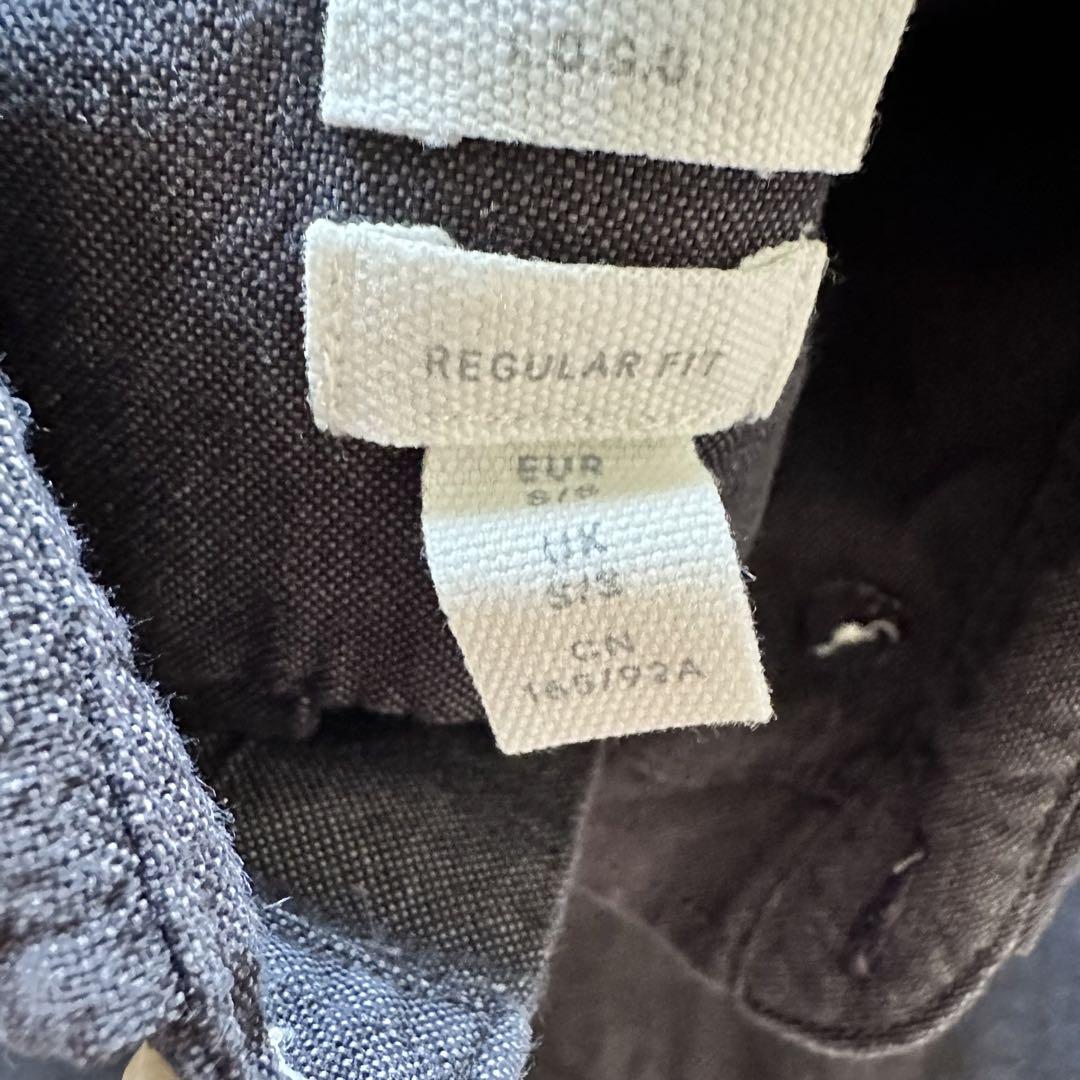 REGULAR FIT
EUR
S/S
UK
S/S
CN
165/92A